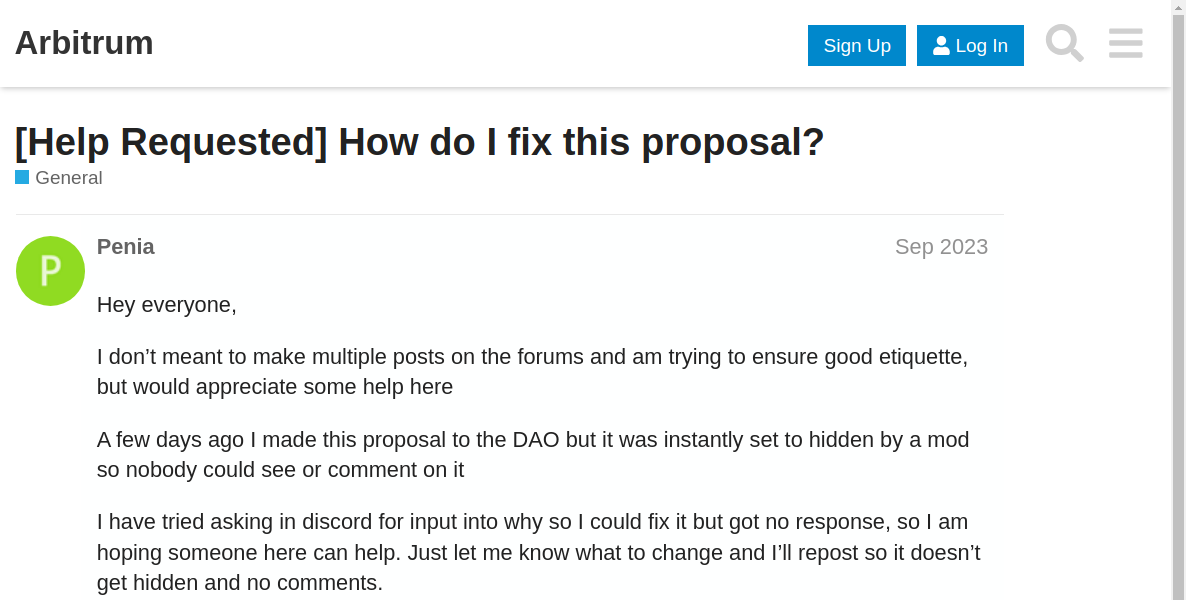 Arbitrum
Sign Up
Log In
[Help Requested] How do I fix this proposal?
General
P
Penia
Sep 2023
Hey everyone,
I don’t meant to make multiple posts on the forums and am trying to ensure good etiquette,
but would appreciate some help here
A few days ago I made this proposal to the DAO but it was instantly set to hidden by a mod
so nobody could see or comment on it
I have tried asking in discord for input into why so I could fix it but got no response, so I am
hoping someone here can help. Just let me know what to change and I’ll repost so it doesn’t
get hidden and no comments.